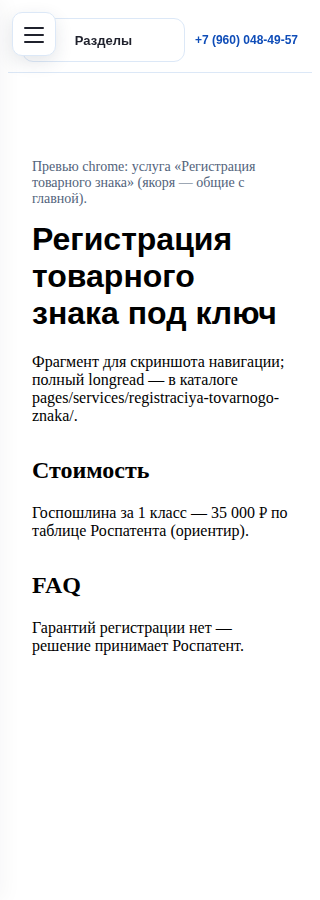 Разделы
+7 (960) 048-49-57
Превью chrome: услуга «Регистрация
товарного знака» (якоря — общие с
главной).
Регистрация
товарного
знака под ключ
Фрагмент для скриншота навигации;
полный longread — в каталоге
pages/services/registraciya-tovarnogo-
znaka/.
Стоимость
Госпошлина за 1 класс — 35 000 ₽ по
таблице Роспатента (ориентир).
FAQ
Гарантий регистрации нет —
решение принимает Роспатент.